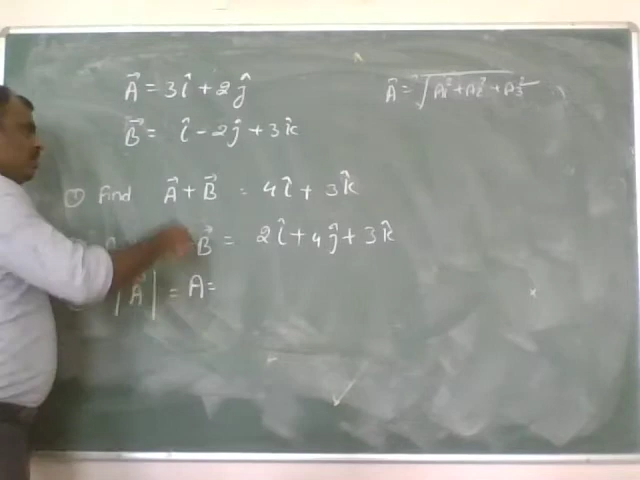 A⃗ = 3î + 2ĵ
A⃗ = √(A₁² + A₂² + A₃²)
B⃗ = î - 2ĵ + 3k̂
① Find A⃗ + B⃗ = 4î + 3k̂
B⃗ = 2î + 4ĵ + 3k̂
|A⃗| = A =